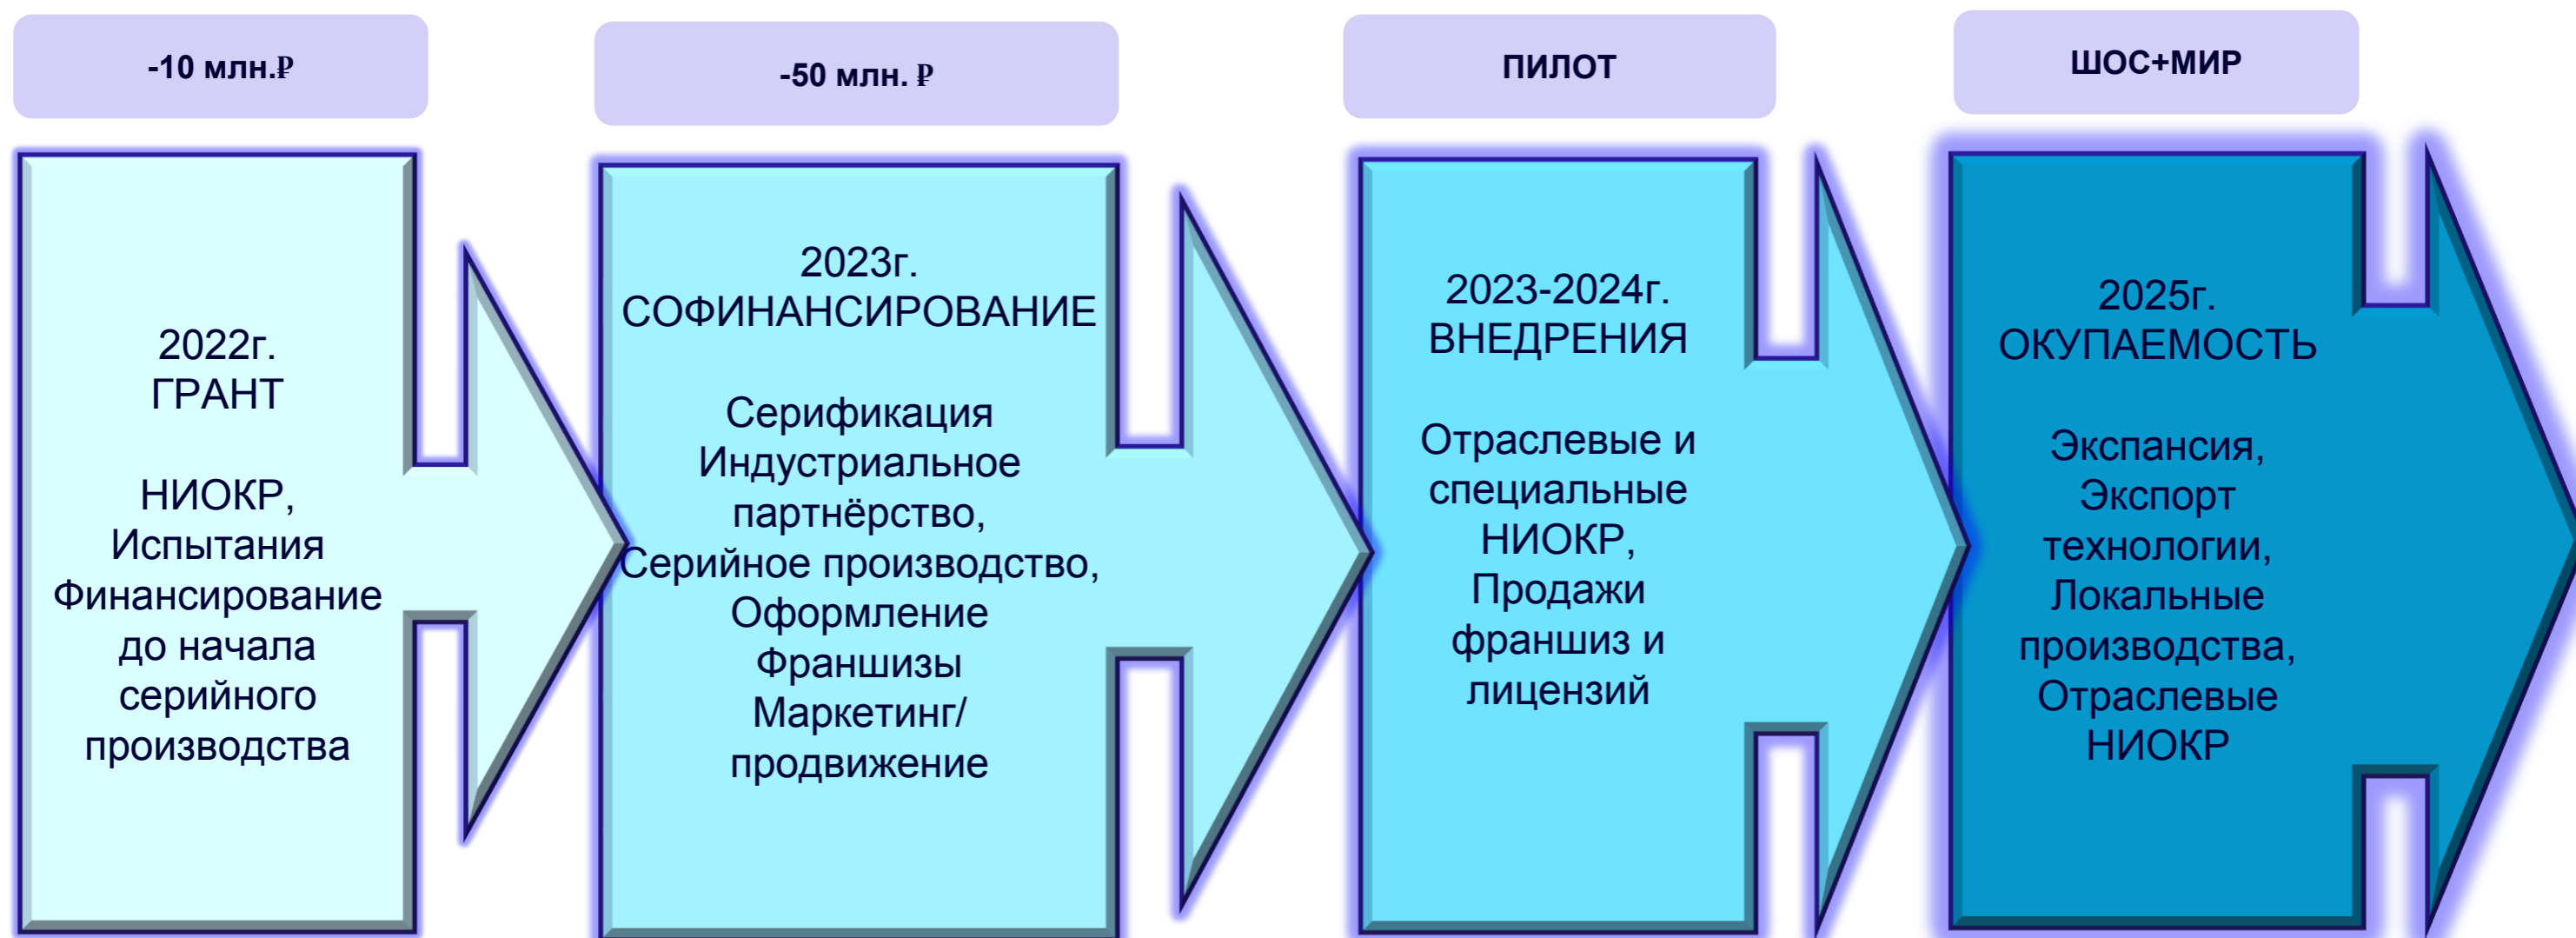 -10 млн.₽
-50 млн. ₽
ПИЛОТ
ШОС+МИР
2022г.
ГРАНТ
НИОКР,
Испытания
Финансирование
до начала
серийного
производства
2023г.
СОФИНАНСИРОВАНИЕ
Серификация
Индустриальное
партнёрство,
Серийное производство,
Оформление
Франшизы
Маркетинг/
продвижение
2023-2024г.
ВНЕДРЕНИЯ
Отраслевые и
специальные
НИОКР,
Продажи
франшиз и
лицензий
2025г.
ОКУПАЕМОСТЬ
Экспансия,
Экспорт
технологии,
Локальные
производства,
Отраслевые
НИОКР